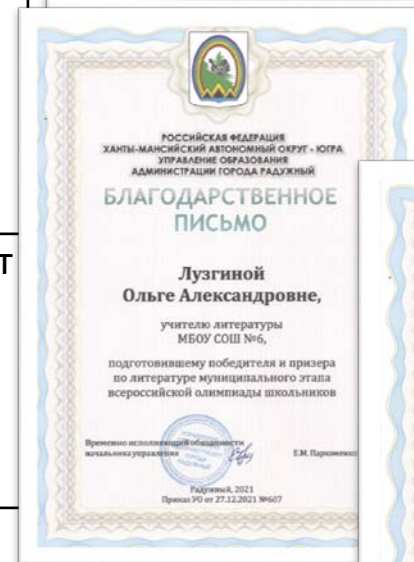 РОССИЙСКАЯ ФЕДЕРАЦИЯ
ХАНТЫ-МАНСИЙСКИЙ АВТОНОМНЫЙ ОКРУГ - ЮГРА
УПРАВЛЕНИЕ ОБРАЗОВАНИЯ
АДМИНИСТРАЦИИ ГОРОДА РАДУЖНЫЙ
БЛАГОДАРСТВЕННОЕ
ПИСЬМО
т
Лузгиной
Ольге Александровне,
учителю литературы
МБОУ СОШ №6,
подготовившему победителя и призера
по литературе муниципального этапа
всероссийской олимпиады школьников
Временно исполняющий обязанности
начальника управления Е.М. Пархоменко
Радужный, 2021
Приказ УО от 27.12.2021 №607